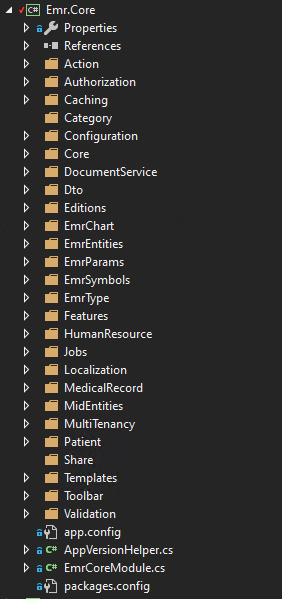 Emr.Core
Properties
References
Action
Authorization
Caching
Category
Configuration
Core
DocumentService
Dto
Editions
EmrChart
EmrEntities
EmrParams
EmrSymbols
EmrType
Features
HumanResource
Jobs
Localization
MedicalRecord
MidEntities
MultiTenancy
Patient
Share
Templates
Toolbar
Validation
app.config
C# AppVersionHelper.cs
C# EmrCoreModule.cs
packages.config